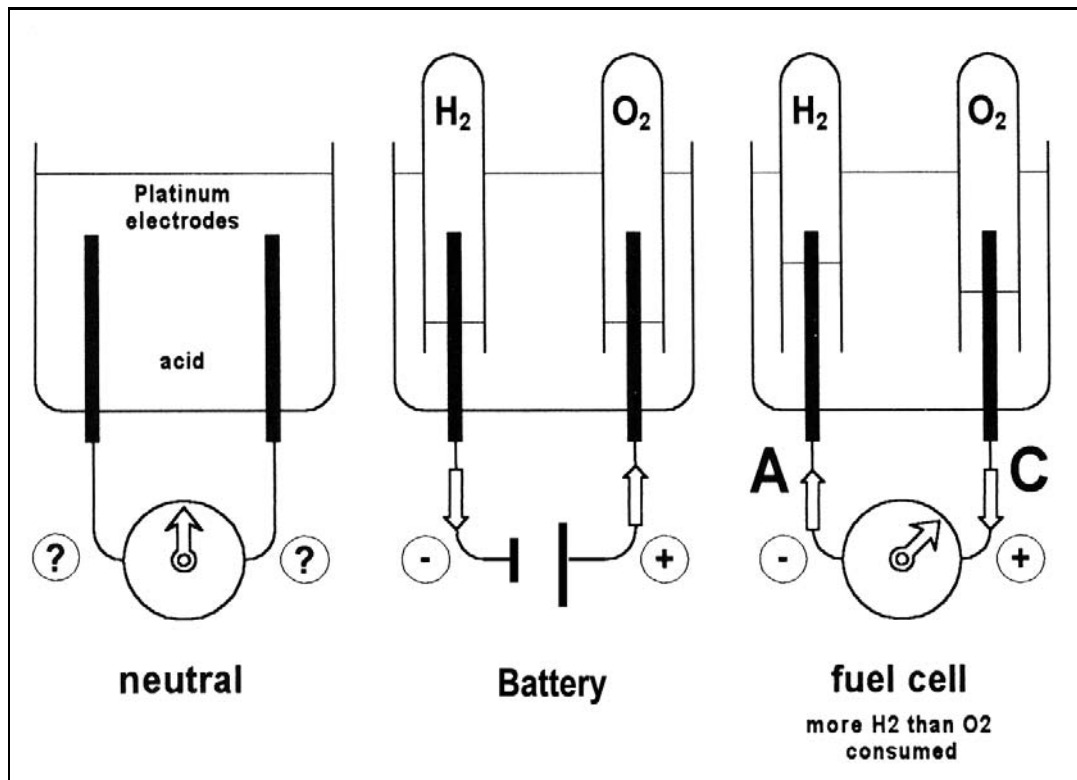 Platinum
electrodes
acid
?
?
neutral
H₂
O₂
-
+
Battery
H₂
O₂
A
C
-
+
fuel cell
more H2 than O2
consumed